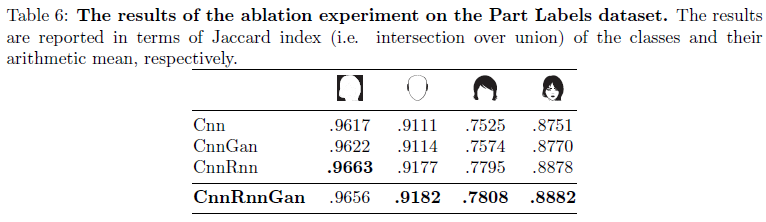 Table 6: The results of the ablation experiment on the Part Labels dataset. The results
are reported in terms of Jaccard index (i.e. intersection over union) of the classes and their
arithmetic mean, respectively.
Cnn .9617 .9111 .7525 .8751
CnnGan .9622 .9114 .7574 .8770
CnnRnn .9663 .9177 .7795 .8878
CnnRnnGan .9656 .9182 .7808 .8882